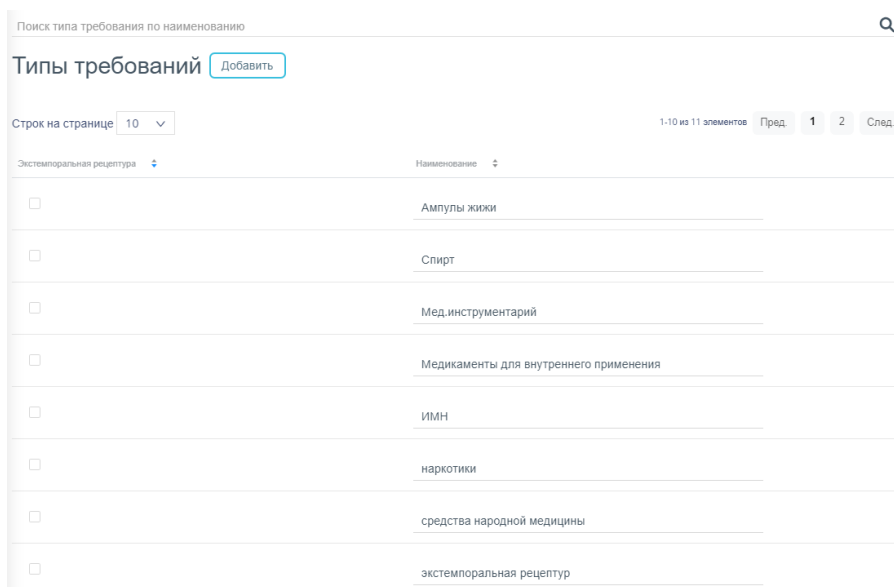 Поиск типа требования по наименованию
Типы требований Добавить
Строк на странице 10 1-10 из 11 элементов Пред. 1 2 След.
Экстемпоральная рецептура Наименование
Ампулы жижи
Спирт
Мед.инструментарий
Медикаменты для внутреннего применения
ИМН
наркотики
средства народной медицины
экстемпоральная рецептур